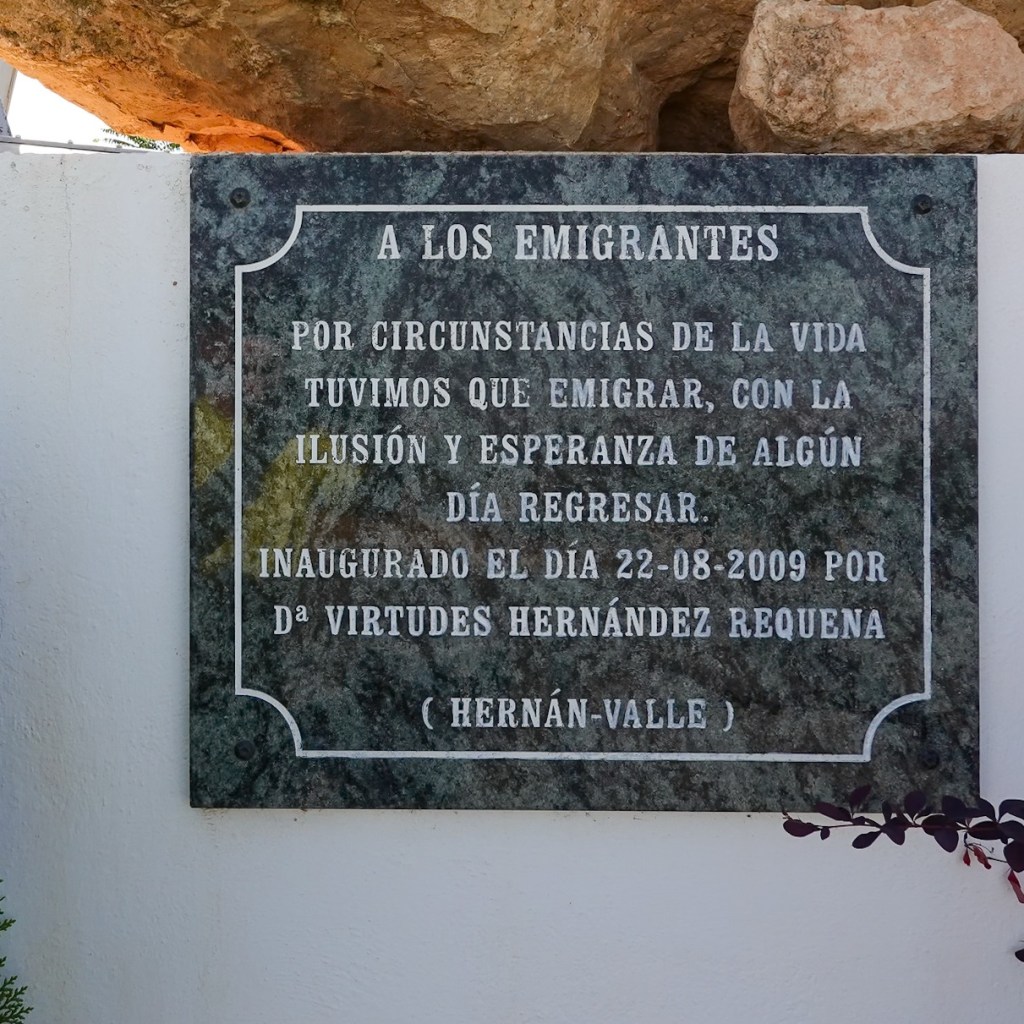 A LOS EMIGRANTES
POR CIRCUNSTANCIAS DE LA VIDA
TUVIMOS QUE EMIGRAR, CON LA
ILUSIÓN Y ESPERANZA DE ALGÚN
DÍA REGRESAR.
INAUGURADO EL DÍA 22-08-2009 POR
Dª VIRTUDES HERNÁNDEZ REQUENA
( HERNÁN-VALLE )